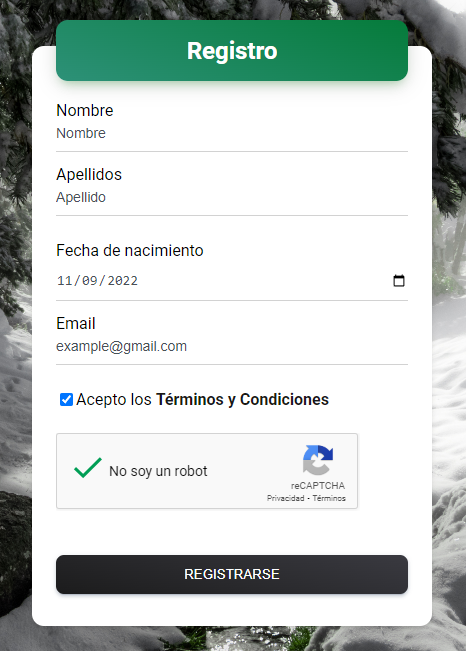 Registro
Nombre
Nombre
Apellidos
Apellido
Fecha de nacimiento
11/09/2022
Email
example@gmail.com
Acepto los Términos y Condiciones
No soy un robot
reCAPTCHA
Privacidad - Términos
REGISTRARSE